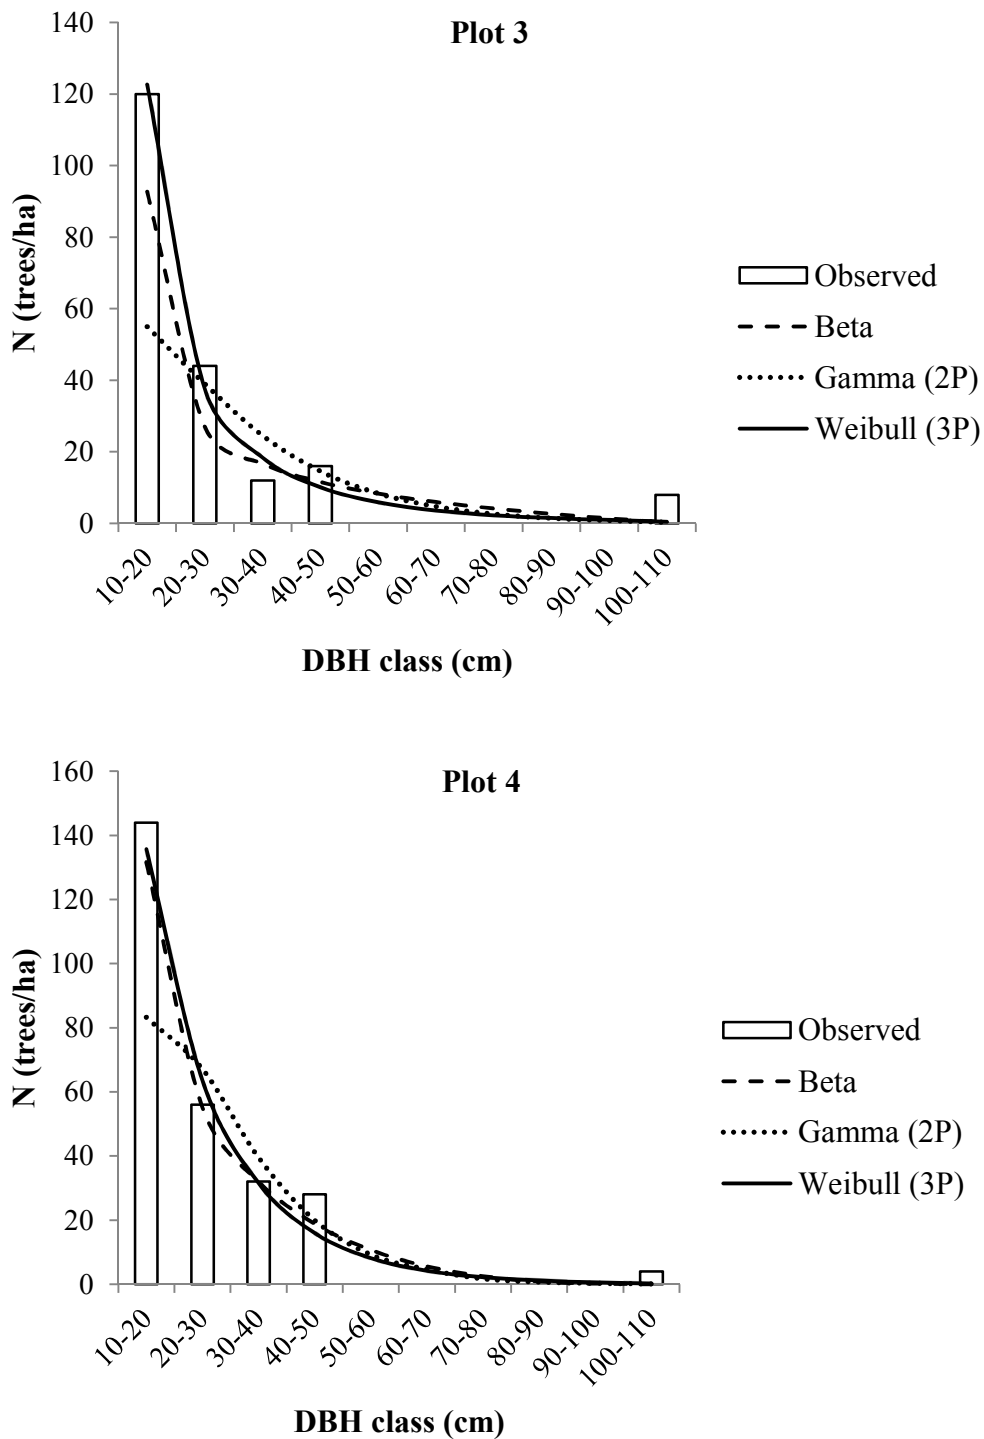 Plot 3
140
120
100
80
60
40
20
0
N (trees/ha)
10-20
20-30
30-40
40-50
50-60
60-70
70-80
80-90
90-100
100-110
DBH class (cm)
Observed
Beta
Gamma (2P)
Weibull (3P)
Plot 4
160
140
120
100
80
60
40
20
0
N (trees/ha)
10-20
20-30
30-40
40-50
50-60
60-70
70-80
80-90
90-100
100-110
DBH class (cm)
Observed
Beta
Gamma (2P)
Weibull (3P)